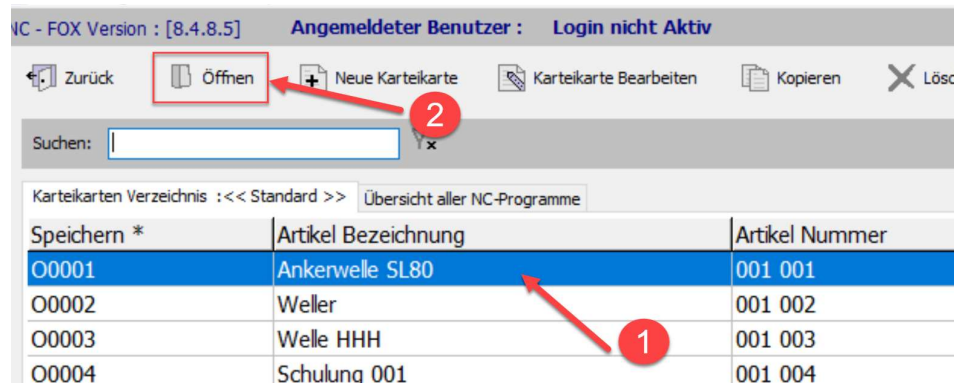 NC - FOX Version : [8.4.8.5] Angemeldeter Benutzer : Login nicht Aktiv
Zurück Öffnen Neue Karteikarte Karteikarte Bearbeiten Kopieren Lösc
2
Suchen:
Karteikarten Verzeichnis :<< Standard >> Übersicht aller NC-Programme
Speichern * Artikel Bezeichnung Artikel Nummer
O0001 Ankerwelle SL80 001 001
O0002 Weller 001 002
O0003 Welle HHH 001 003
1
O0004 Schulung 001 001 004